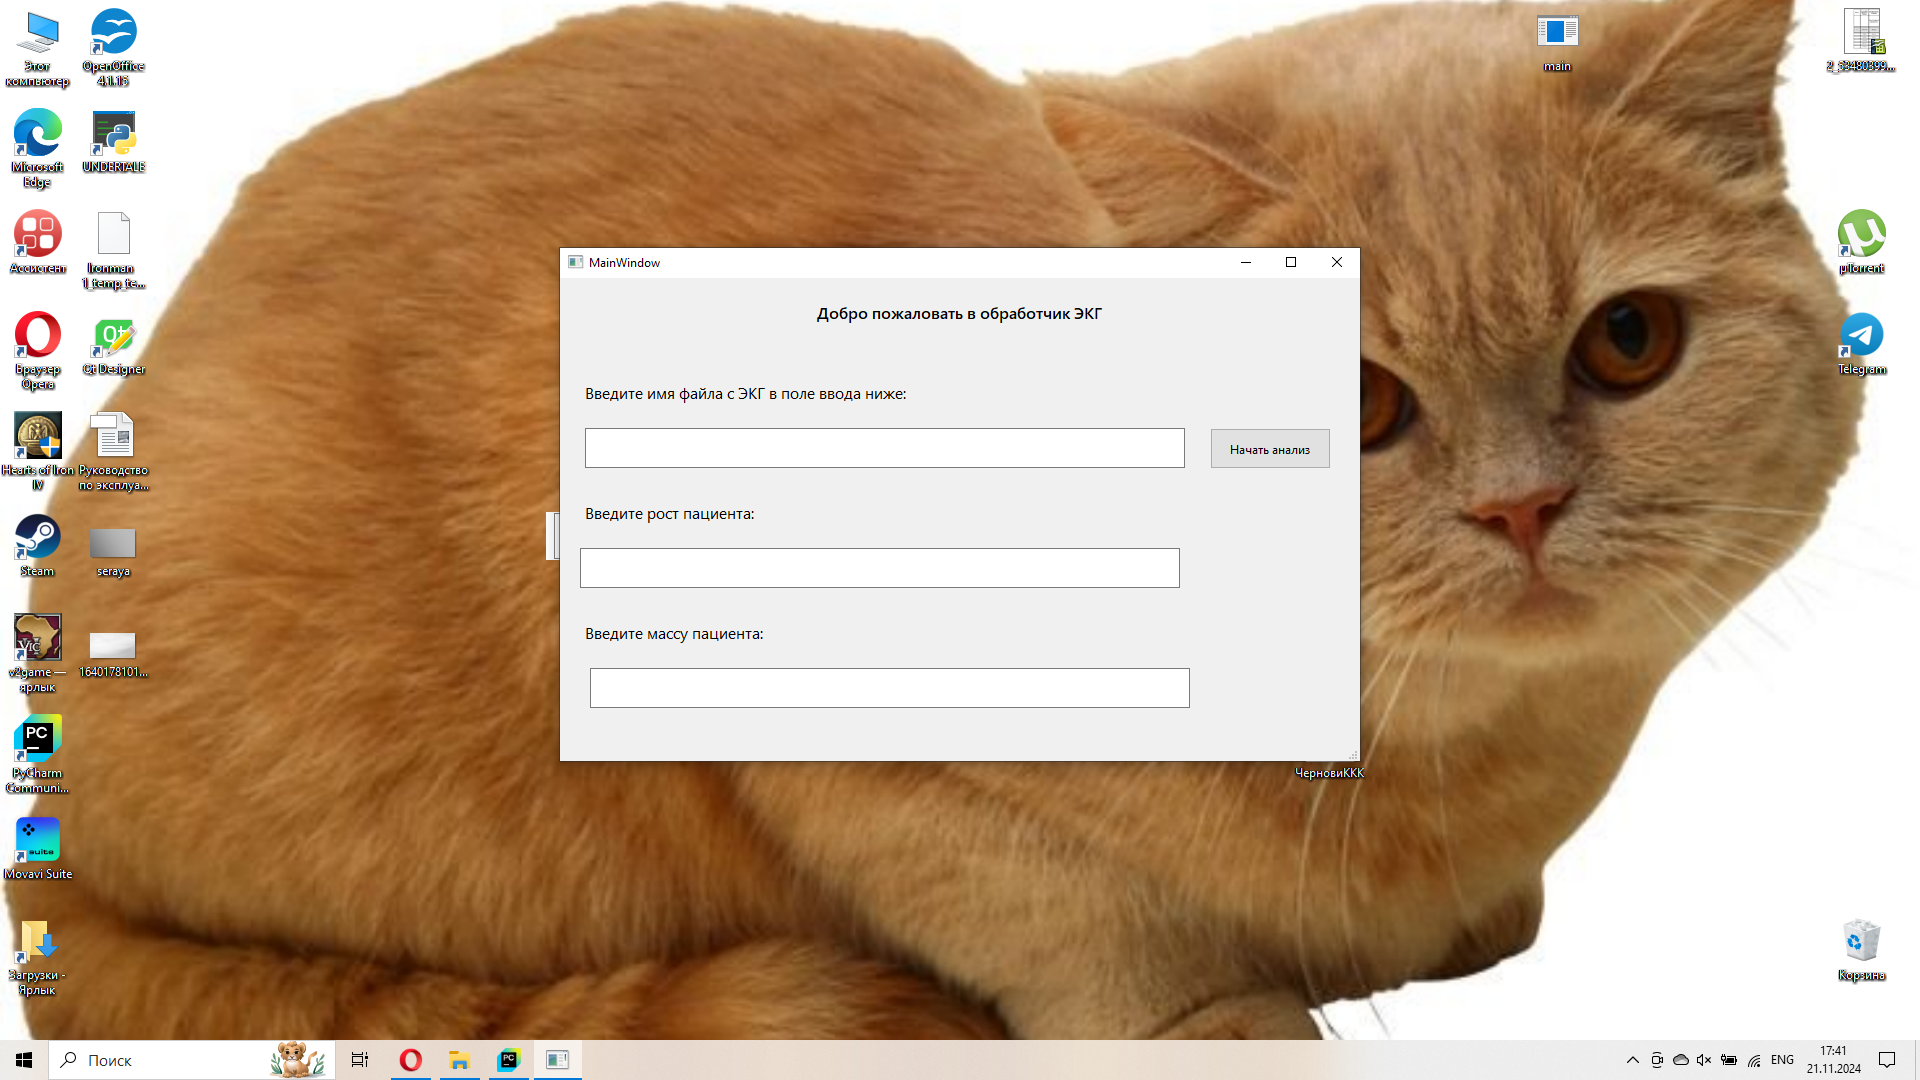 Этот
компьютер
OpenOffice
4.1.15
Microsoft
Edge
UNDERTALE
Ассистент
Ironman
1_temp_te...
Браузер
Opera
Qt Designer
Hearts of Iron
IV
Руководство
по эксплуа...
Steam
seraya
v2game —
ярлык
1640178101...
PyCharm
Communi...
Movavi Suite
Загрузки -
Ярлык
main
2_33480399...
µTorrent
Telegram
Корзина
MainWindow
Добро пожаловать в обработчик ЭКГ
Введите имя файла с ЭКГ в поле ввода ниже:
Начать анализ
Введите рост пациента:
Введите массу пациента:
ЧерновиККК
Поиск
ENG
17:41
21.11.2024